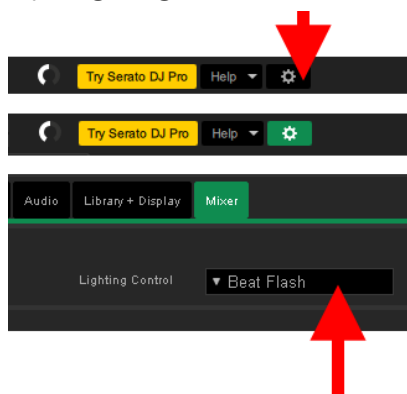 Try Serato DJ Pro Help
Try Serato DJ Pro Help
Audio Library + Display Mixer
Lighting Control Beat Flash